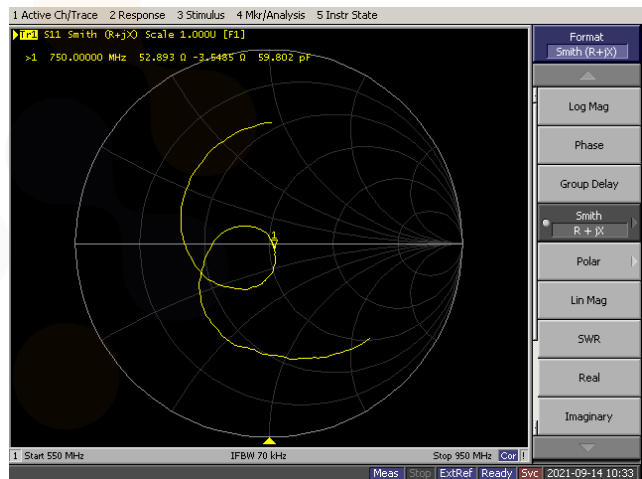 1 Active Ch/Trace 2 Response 3 Stimulus 4 Mkr/Analysis 5 Instr State
Tr1 S11 Smith (R+jX) Scale 1.000U [F1]
>1 750.00000 MHz 52.893 Ω -3.5485 Ω 59.802 pF
1
Format
Smith (R+jX)
Log Mag
Phase
Group Delay
Smith
R + jX
Polar
Lin Mag
SWR
Real
Imaginary
1 Start 550 MHz IFBW 70 kHz Stop 950 MHz Cor !
Meas Stop ExtRef Ready Svc 2021-09-14 10:33